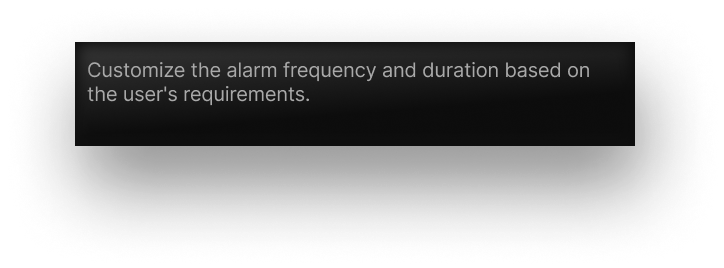 Customize the alarm frequency and duration based on
the user's requirements.